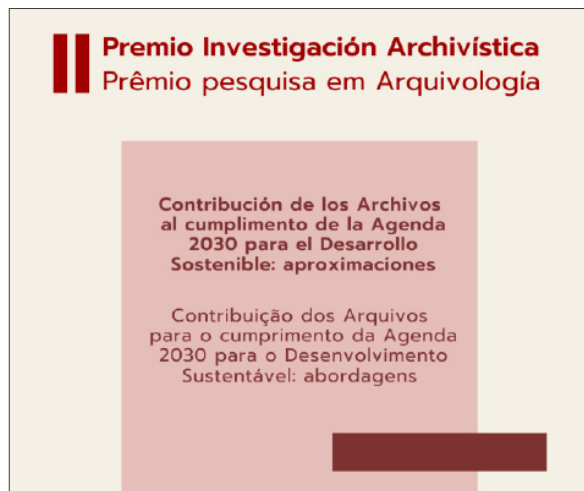 II Premio Investigación Archivística
Prêmio pesquisa em Arquivología
Contribución de los Archivos
al cumplimento de la Agenda
2030 para el Desarrollo
Sostenible: aproximaciones
Contribuição dos Arquivos
para o cumprimento da Agenda
2030 para o Desenvolvimento
Sustentável: abordagens